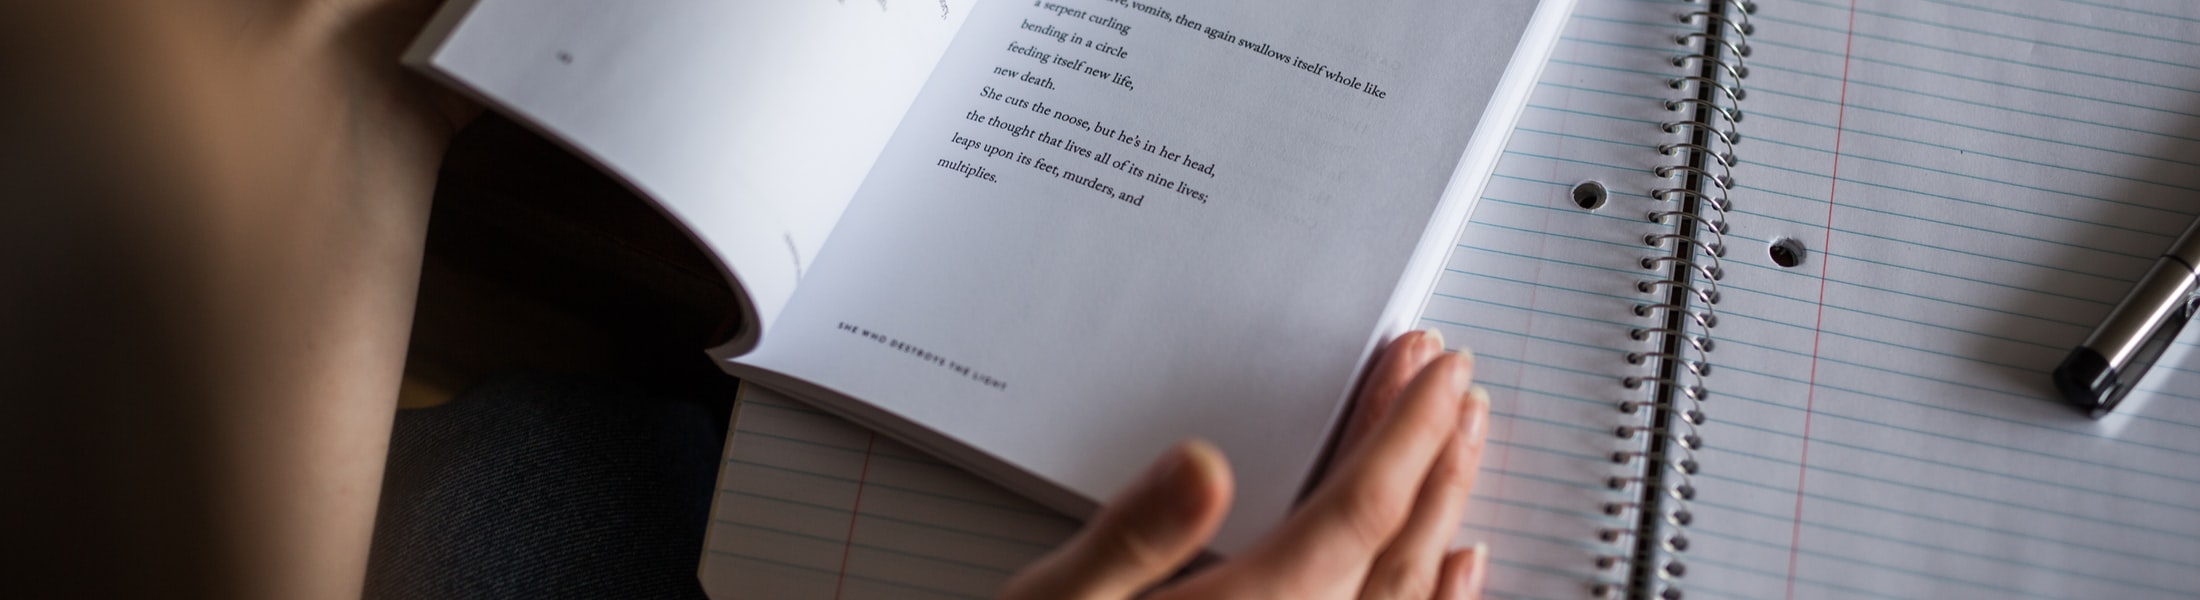 vomits, then again swallows itself whole like
a serpent curling
bending in a circle
feeding itself new life,
new death.
She cuts the noose, but he's in her head,
the thought that lives all of its nine lives;
leaps upon its feet, murders, and
multiplies.
SHE WHO DESTROYS THE LIGHT